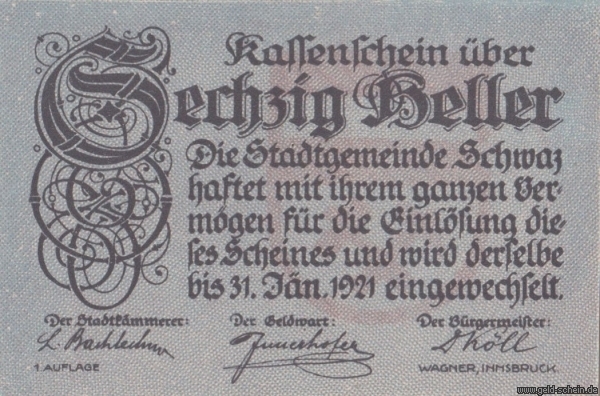 Kassenschein über
Sechzig Heller
Die Stadtgemeinde Schwaz
haftet mit ihrem ganzen Ver-
mögen für die Einlösung die-
ses Scheines und wird derselbe
bis 31. Jän. 1921 eingewechselt.
Der Stadtkämmerer: Der Geldwart: Der Bürgermeister:
1. AUFLAGE WAGNER, INNSBRUCK
www.geld-schein.de